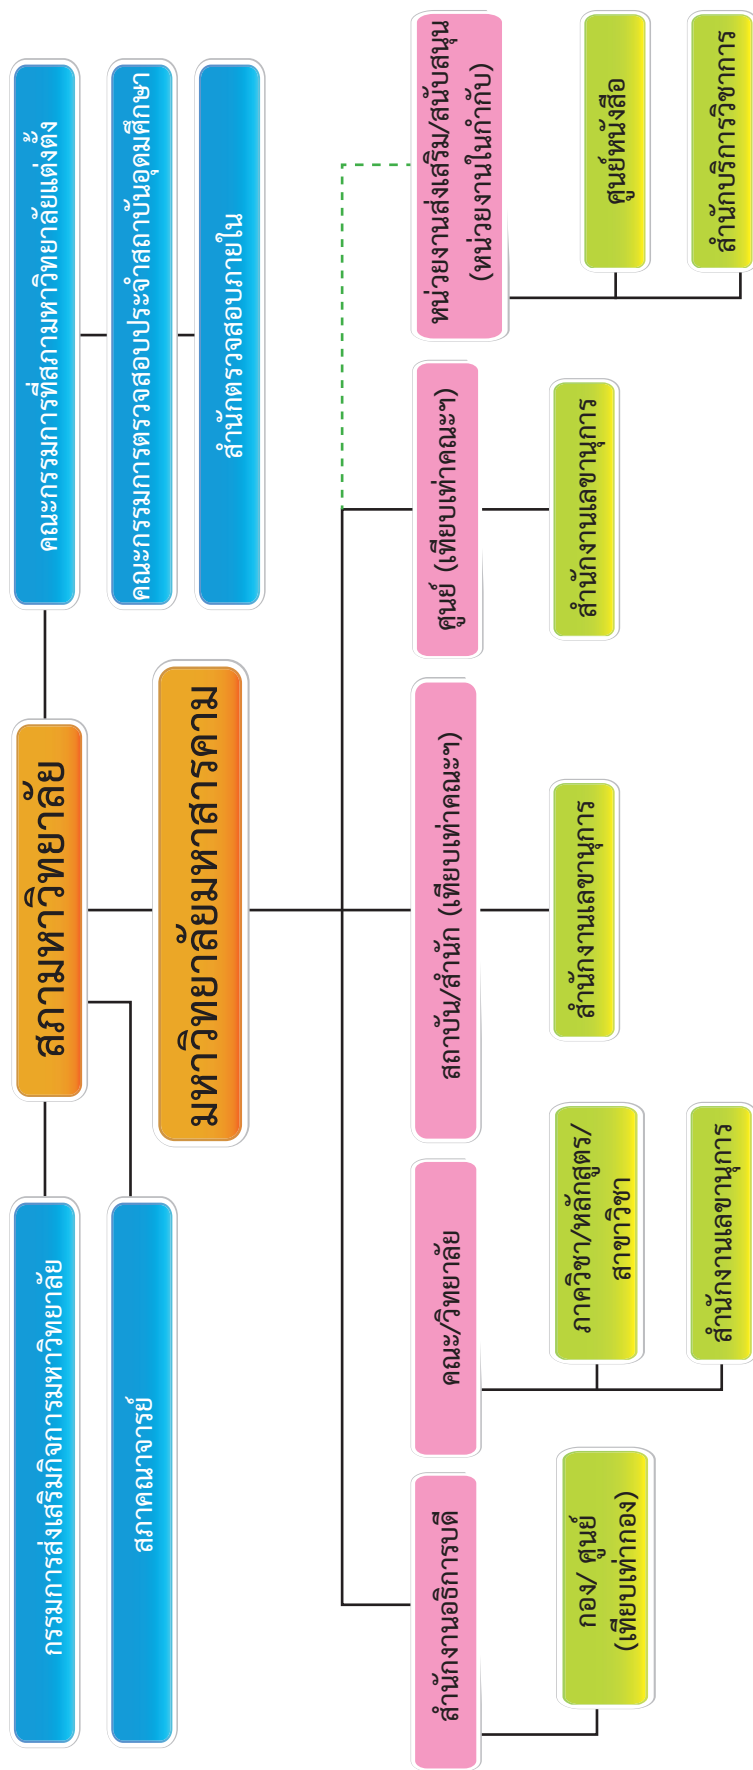 สภามหาวิทยาลัย
กรรมการส่งเสริมกิจการมหาวิทยาลัย
คณะกรรมการที่สภามหาวิทยาลัยแต่งตั้ง
สภาคณาจารย์
คณะกรรมการตรวจสอบประจำสถาบันอุดมศึกษา
สำนักตรวจสอบภายใน
มหาวิทยาลัยมหาสารคาม
สำนักงานอธิการบดี
คณะ/วิทยาลัย
สถาบัน/สำนัก (เทียบเท่าคณะฯ)
ศูนย์ (เทียบเท่าคณะฯ)
หน่วยงานส่งเสริม/สนับสนุน
(หน่วยงานในกำกับ)
กอง/ ศูนย์
(เทียบเท่ากอง)
ภาควิชา/หลักสูตร/
สาขาวิชา
สำนักงานเลขานุการ
สำนักงานเลขานุการ
สำนักงานเลขานุการ
ศูนย์หนังสือ
สำนักบริการวิชาการ